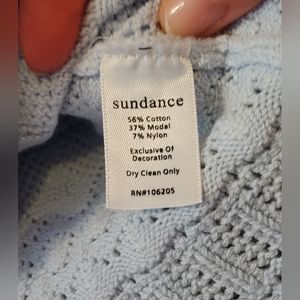 sundance
56% Cotton
37% Modal
7% Nylon
Exclusive Of
Decoration
Dry Clean Only
RN#106205